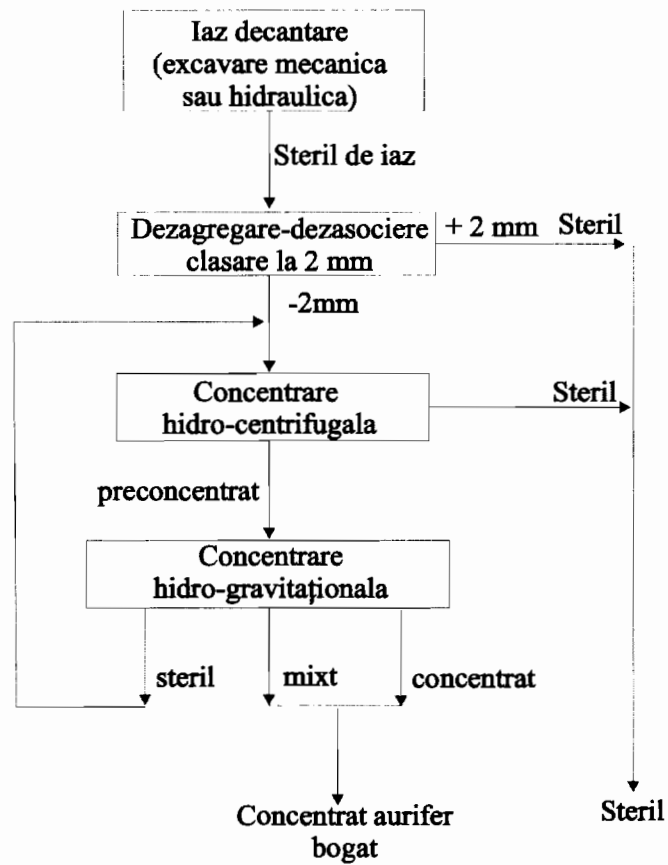 Iaz decantare
(excavare mecanica
sau hidraulica)
Steril de iaz
Dezagregare-dezasociere
clasare la 2 mm
+ 2 mm Steril
-2mm
Concentrare
hidro-centrifugala
Steril
preconcentrat
Concentrare
hidro-gravitaționala
steril
mixt
concentrat
Concentrat aurifer
bogat
Steril